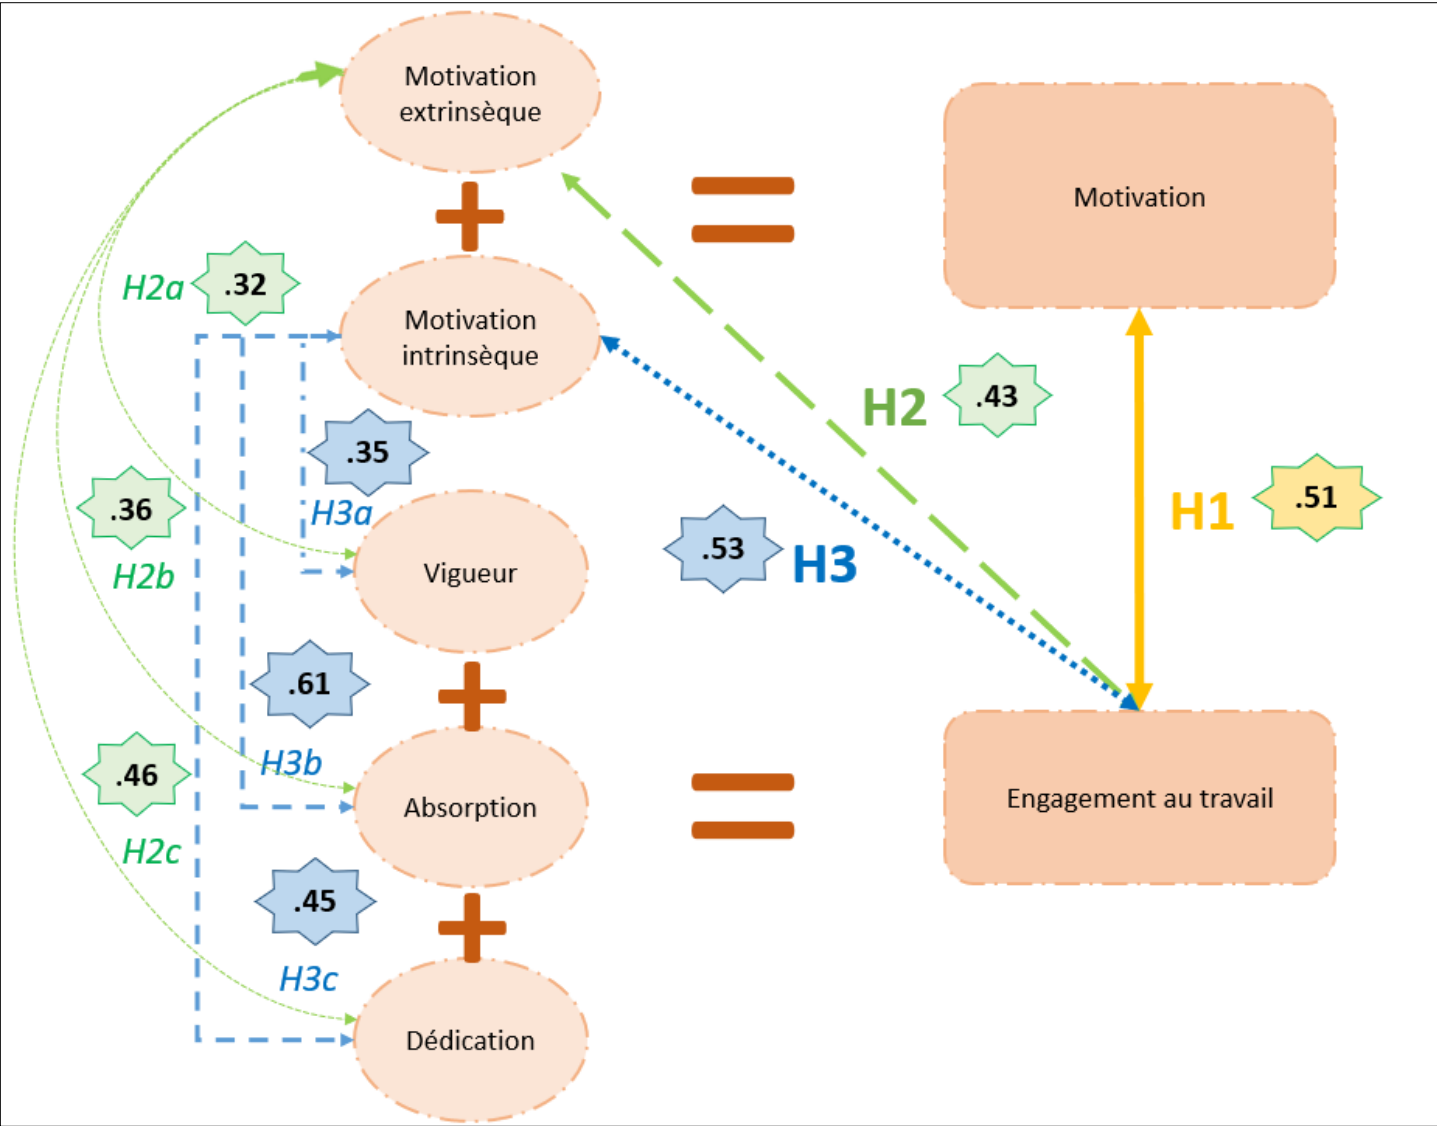 Motivation
extrinsèque
Motivation
H2a
.32
Motivation
intrinsèque
H2
.43
.35
H3a
.36
H2b
.53
H3
H1
.51
Vigueur
.61
H3b
.46
H2c
Absorption
Engagement au travail
.45
H3c
Dédication